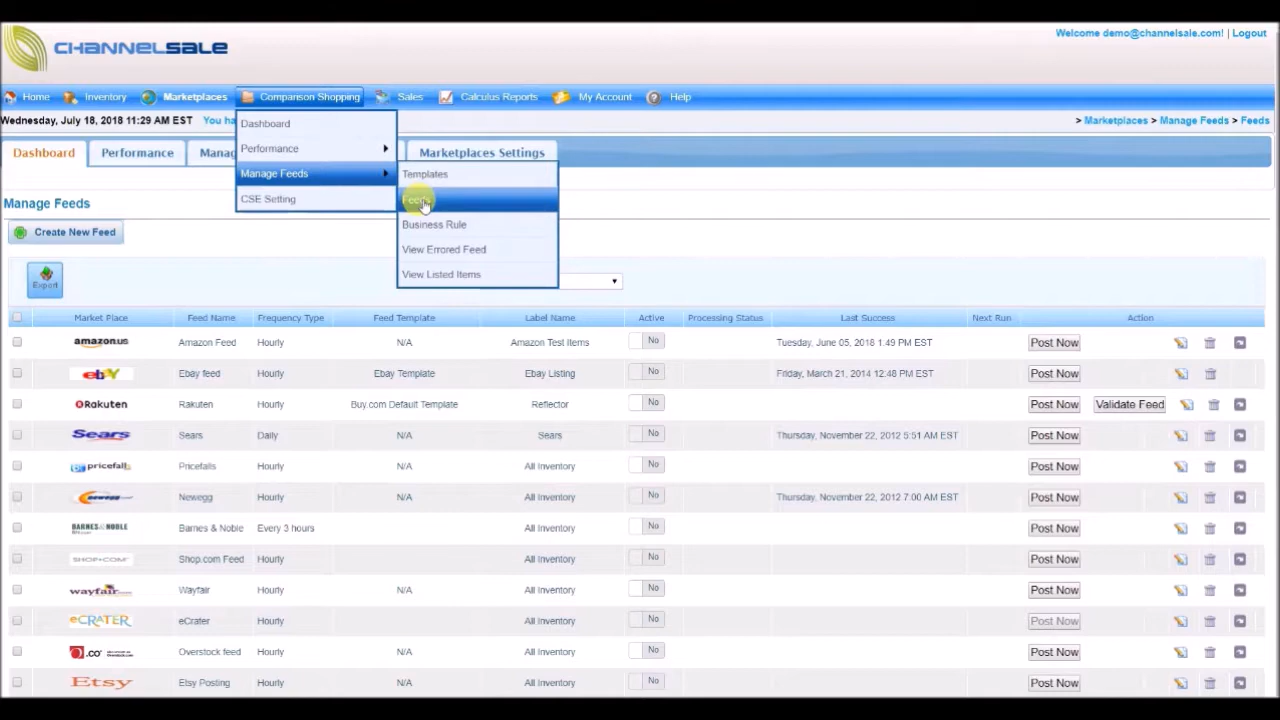 CHANNELSALE
Welcome demo@channelsale.com! | Logout
Home Inventory Marketplaces Comparison Shopping Sales Calculus Reports My Account Help
Wednesday, July 18, 2018 11:29 AM EST You ha
> Marketplaces > Manage Feeds > Feeds
Dashboard Performance Manag Marketplaces Settings
Dashboard
Performance
Manage Feeds
CSE Setting
Templates
Feeds
Business Rule
View Errored Feed
View Listed Items
Manage Feeds
Create New Feed
Export
Market Place Feed Name Frequency Type Feed Template Label Name Active Processing Status Last Success Next Run Action
amazon.us Amazon Feed Hourly N/A Amazon Test Items No Tuesday, June 05, 2018 1:49 PM EST Post Now
ebY Ebay feed Hourly Ebay Template Ebay Listing No Friday, March 21, 2014 12:48 PM EST Post Now
Rakuten Rakuten Hourly Buy.com Default Template Reflector No Post Now Validate Feed
Sears Sears Daily N/A Sears No Thursday, November 22, 2012 5:51 AM EST Post Now
pricefalls Pricefalls Hourly N/A All Inventory No Post Now
newegg Newegg Hourly N/A All Inventory No Thursday, November 22, 2012 7:00 AM EST Post Now
BARNES & NOBLE Barnes & Noble Every 3 hours All Inventory No Post Now
SHOP•COM Shop.com Feed Hourly All Inventory No Post Now
wayfair Wayfair Hourly N/A All Inventory No Post Now
eCRATER eCrater Hourly All Inventory No Post Now
O.co Overstock feed Hourly N/A All Inventory No Post Now
Etsy Etsy Posting Hourly N/A All Inventory No Post Now